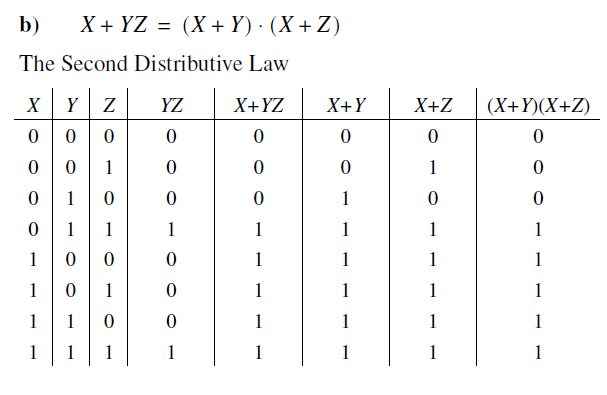 b) X + YZ = (X + Y) · (X + Z)
The Second Distributive Law
X Y Z YZ X+YZ X+Y X+Z (X+Y)(X+Z)
0 0 0 0 0 0 0 0
0 0 1 0 0 0 1 0
0 1 0 0 0 1 0 0
0 1 1 1 1 1 1 1
1 0 0 0 1 1 1 1
1 0 1 0 1 1 1 1
1 1 0 0 1 1 1 1
1 1 1 1 1 1 1 1